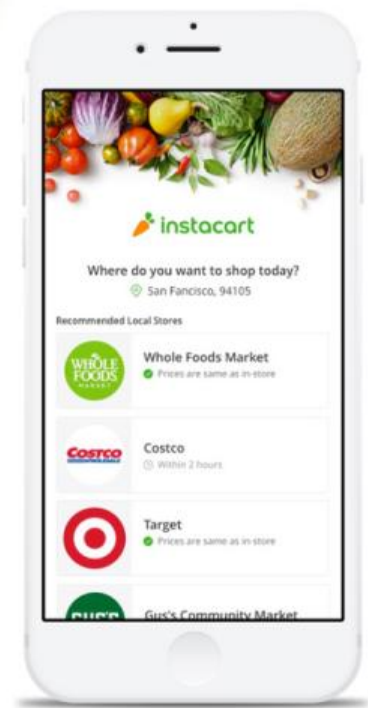 instacart
Where do you want to shop today?
San Fancisco, 94105
Recommended Local Stores
WHOLE
FOODS
MARKET
Whole Foods Market
Prices are same as in-store
COSTCO
Costco
Within 2 hours
Target
Prices are same as in-store
GUS'S
Gus's Community Market